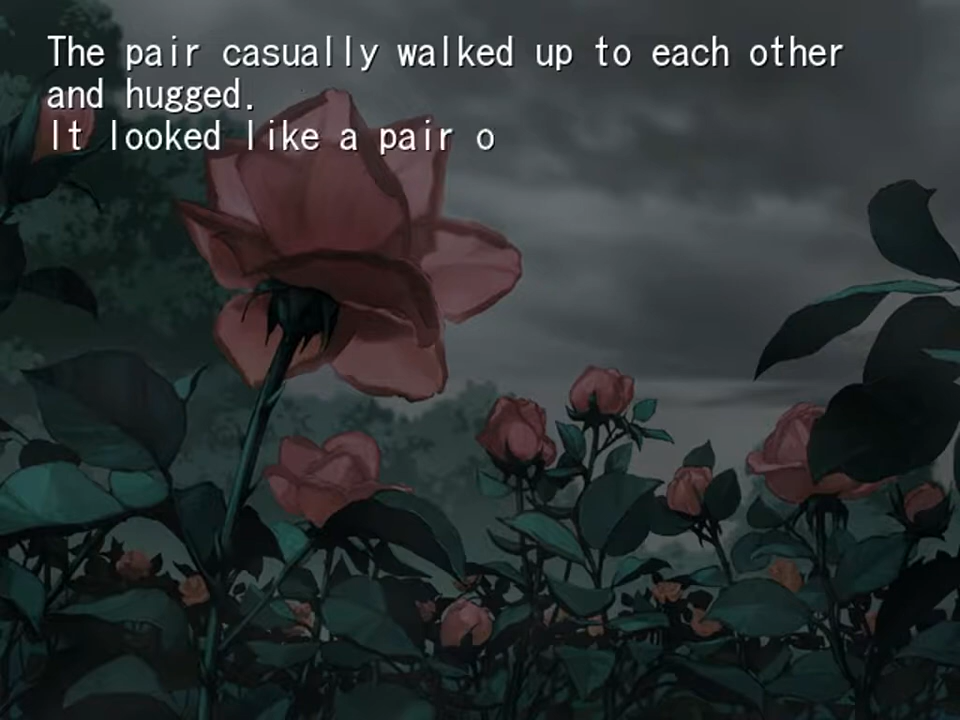 The pair casually walked up to each other
and hugged.
It looked like a pair o